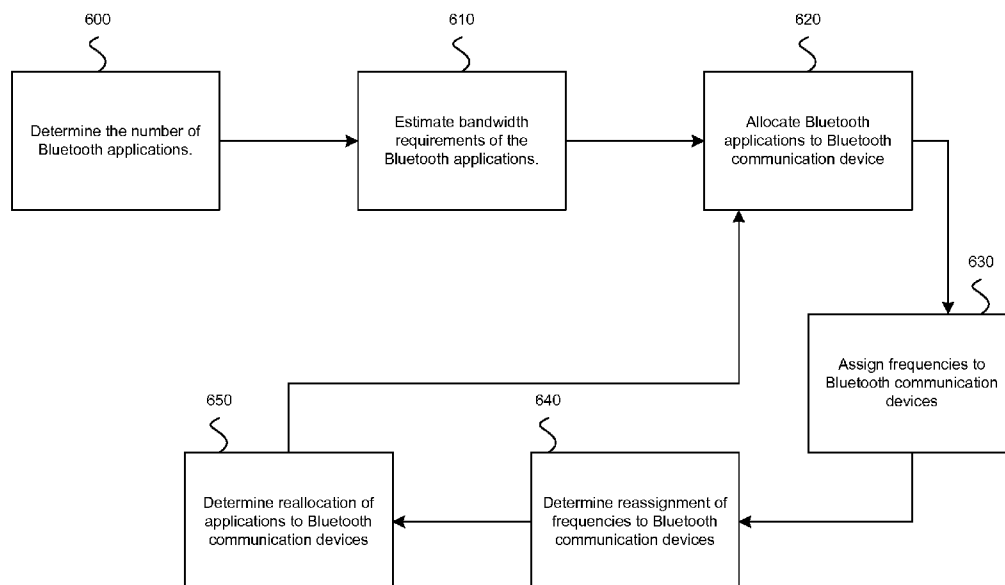 600
Determine the number of
Bluetooth applications.
610
Estimate bandwidth
requirements of the
Bluetooth applications.
620
Allocate Bluetooth
applications to Bluetooth
communication device
630
Assign frequencies to
Bluetooth communication
devices
640
Determine reassignment of
frequencies to Bluetooth
communication devices
650
Determine reallocation of
applications to Bluetooth
communication devices